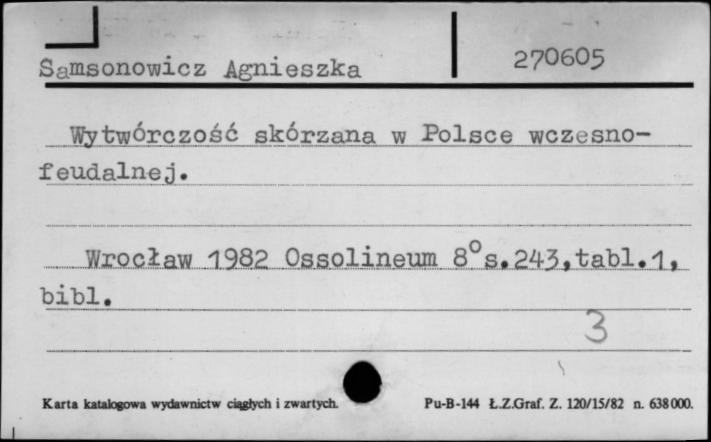 Samsonowicz Agnieszka 270605
Wytwórczość skórzana w Polsce wczesno-
feudalnej.
Wrocław 1982 Ossolineum 8° s.243,tabl.1,
bibl.
3
Karta katalogowa wydawnictw ciągłych i zwartych. Pu-B-144 Ł.Z.Graf. Z. 120/15/82 n. 638000.